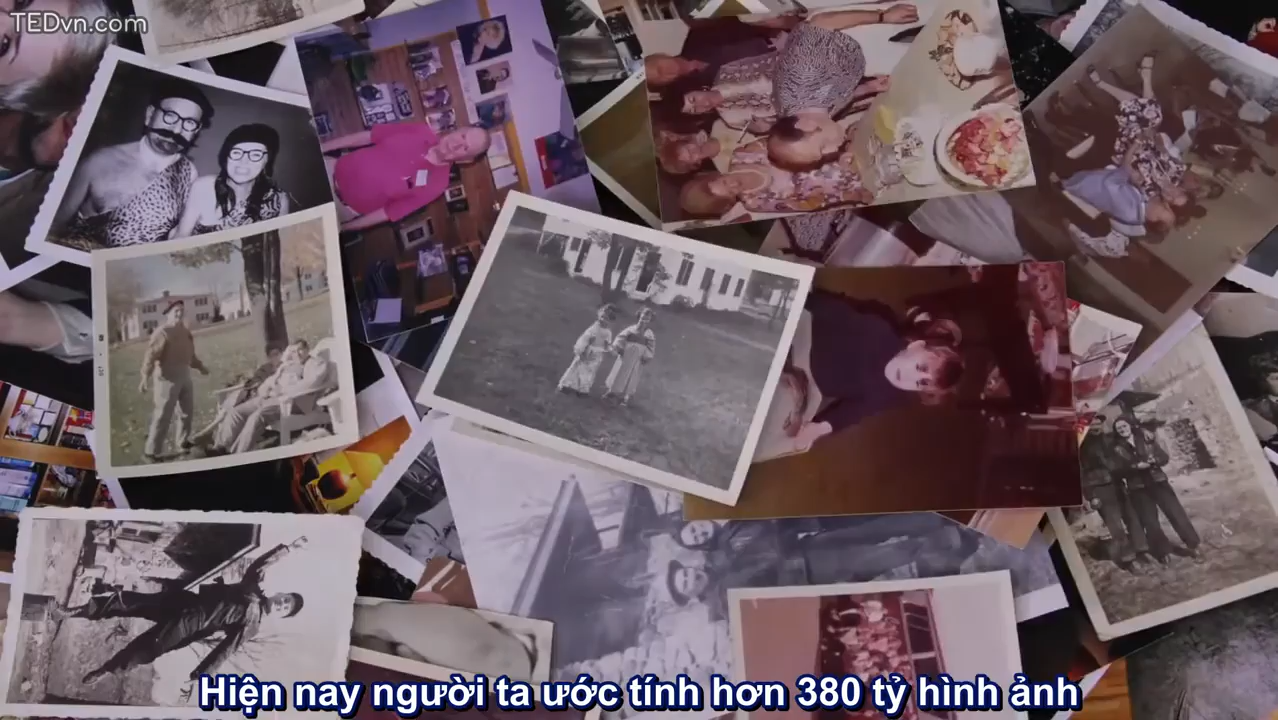 TEDvn.com
Hiện nay người ta ước tính hơn 380 tỷ hình ảnh